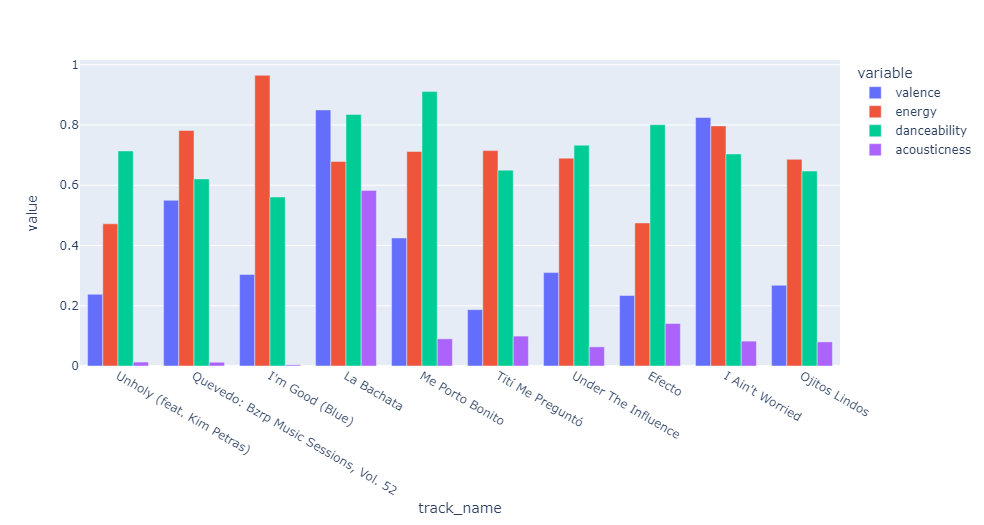 variable
valence
energy
danceability
acousticness
value
1
0.8
0.6
0.4
0.2
0
Unholy (feat. Kim Petras)
Quevedo: Bzrp Music Sessions, Vol. 52
I'm Good (Blue)
La Bachata
Me Porto Bonito
Tití Me Preguntó
Under The Influence
Efecto
I Ain't Worried
Ojitos Lindos
track_name